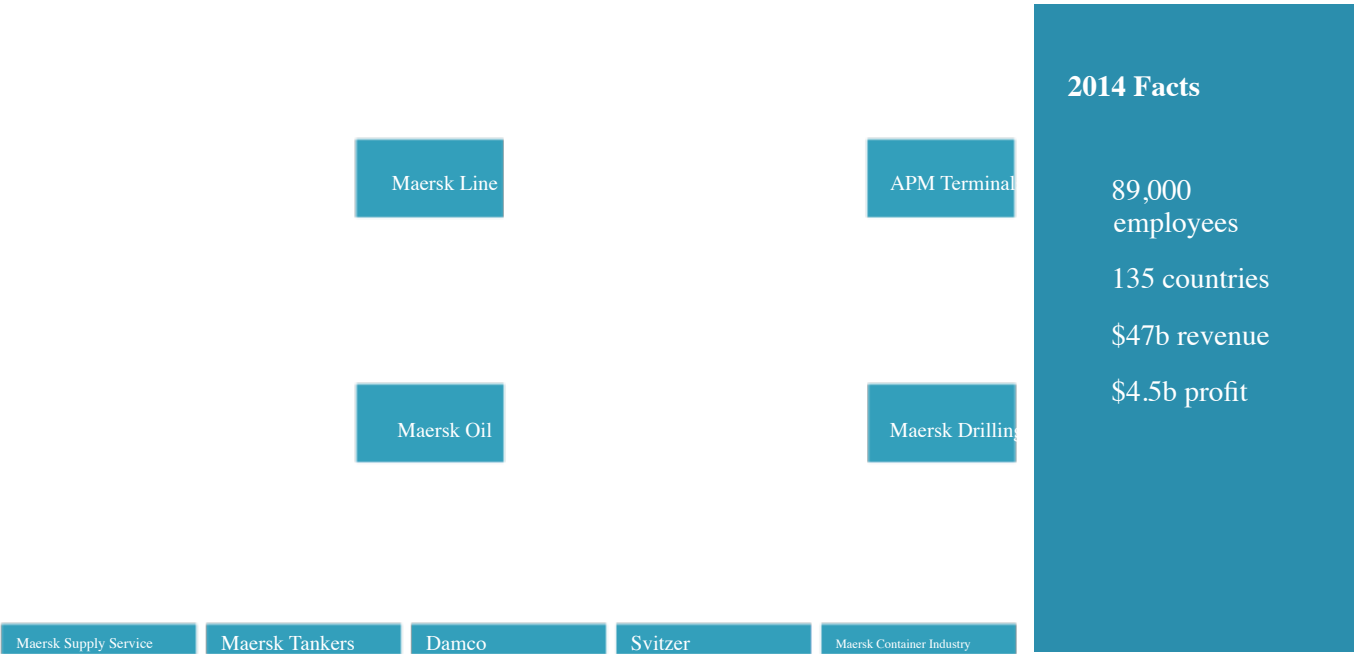 2014 Facts
Maersk Line
APM Terminal
89,000
employees
135 countries
$47b revenue
$4.5b profit
Maersk Oil
Maersk Drilling
Maersk Supply Service
Maersk Tankers
Damco
Svitzer
Maersk Container Industry